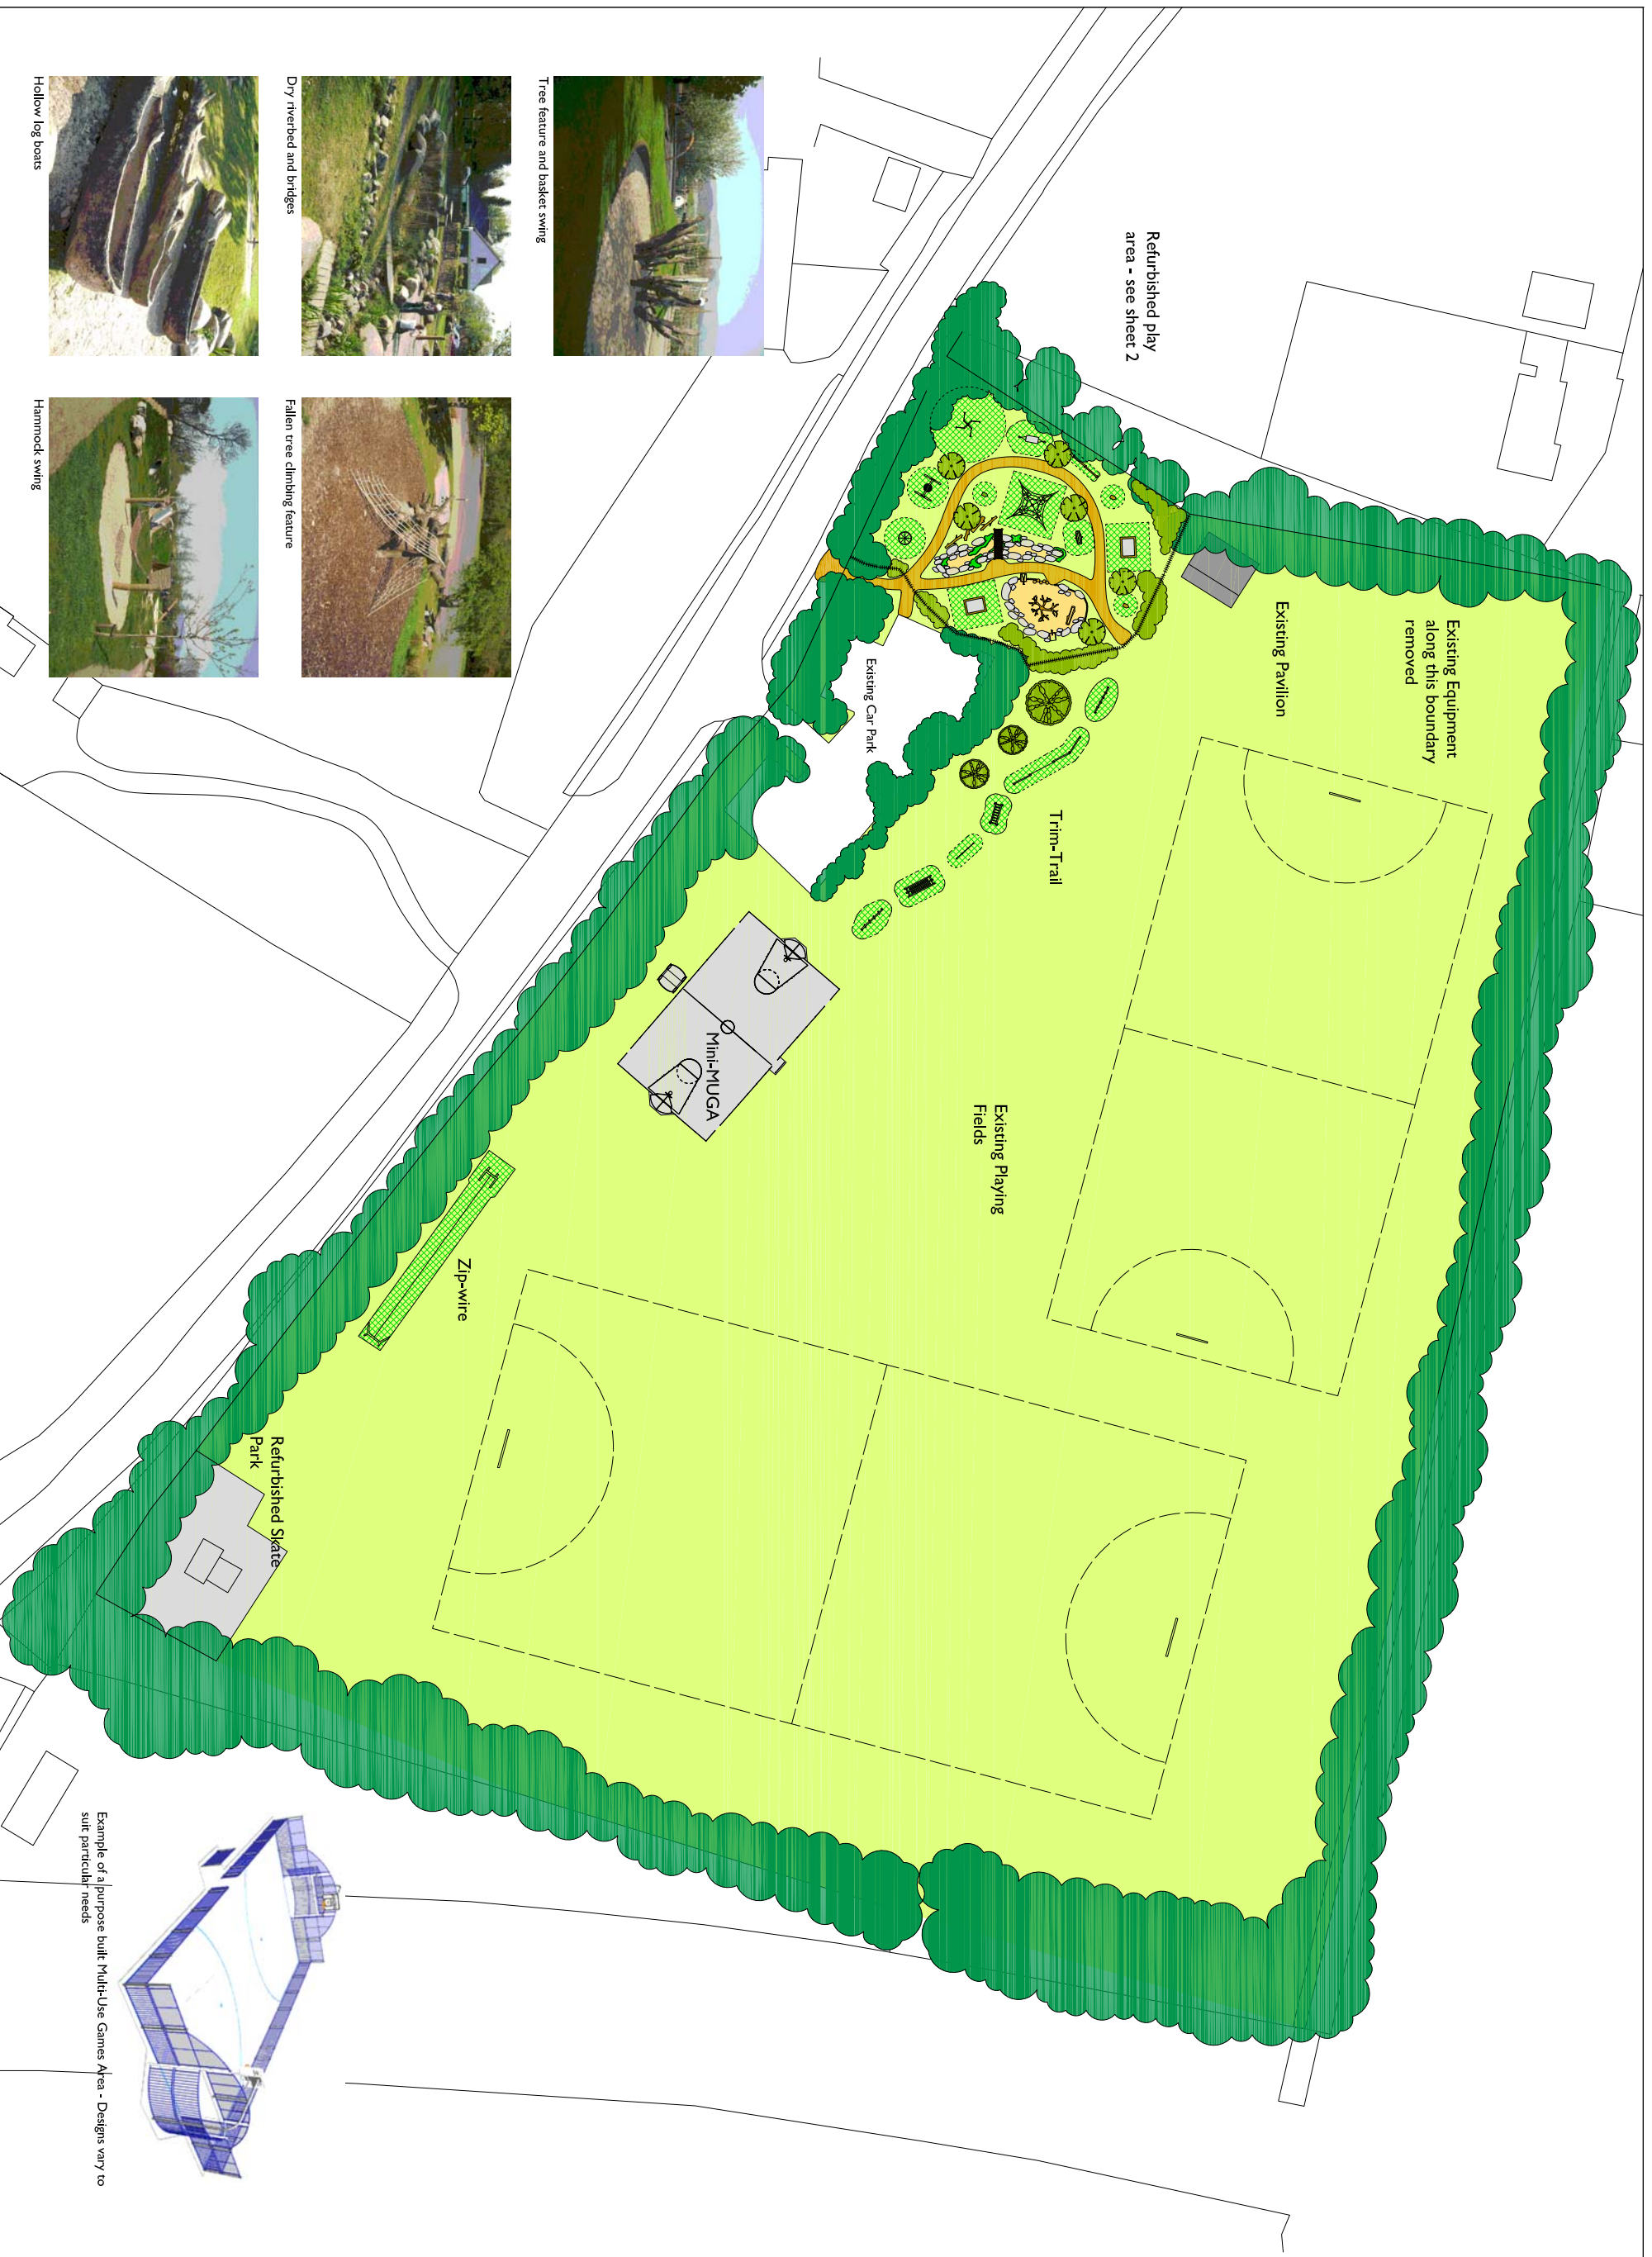 Refurbished play
area - see sheet 2
Existing Equipment
along this boundary
removed
Existing Pavilion
Existing Car Park
Trim-Trail
Existing Playing
Fields
Mini-MUGA
Zip-wire
Refurbished Skate
Park
Tree feature and basket swing
Dry riverbed and bridges
Fallen tree climbing feature
Hollow log boats
Hammock swing
Example of a purpose built Multi-Use Games Area - Designs vary to
suit particular needs